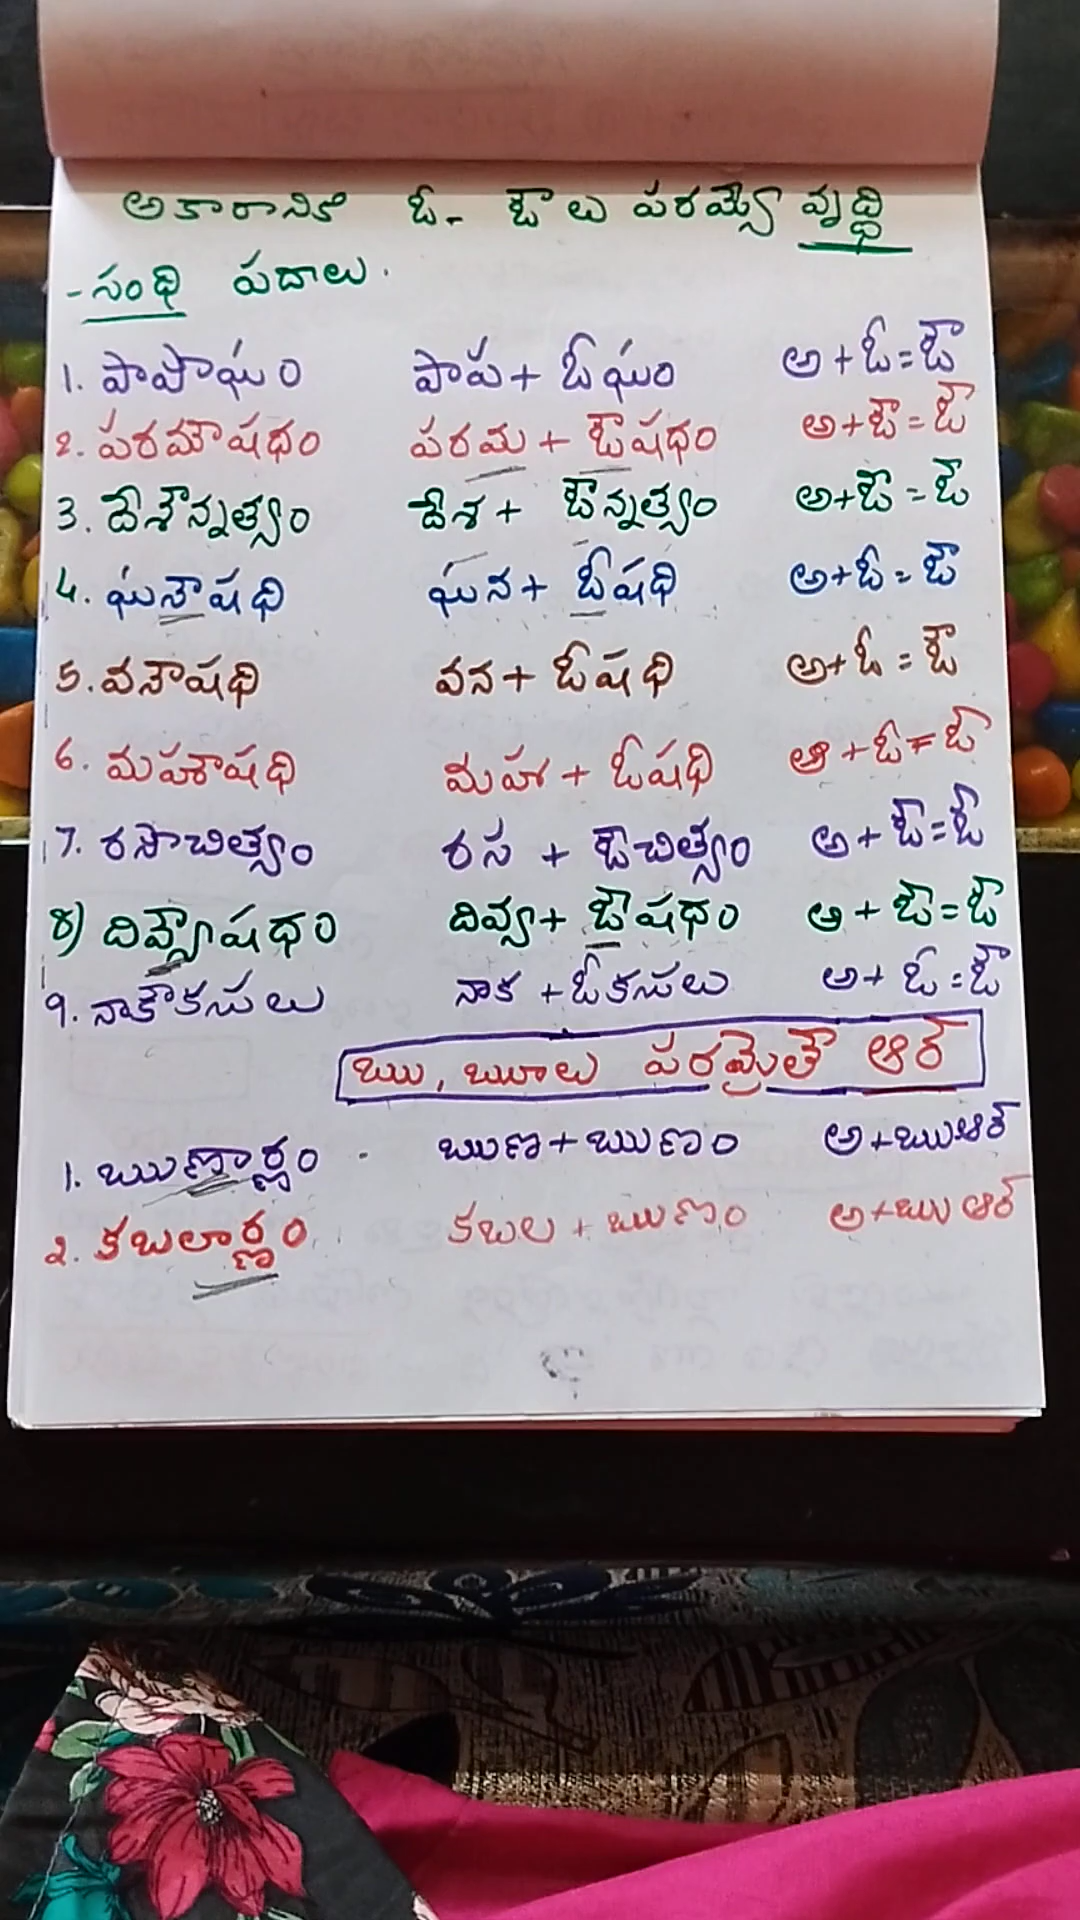 అకారానికి ఓ - ఔ లు పరమైతే వృద్ధి
- సంధి పదాలు.
1. పాపౌఘం పాప + ఓఘం అ + ఓ = ఔ
2. పరమౌషధం పరమ + ఔషధం అ + ఔ = ఔ
3. దేశౌన్నత్యం దేశ + ఔన్నత్యం అ + ఔ = ఔ
4. ఘనౌషధి ఘన + ఓషధి అ + ఓ = ఔ
5. వనౌషధి వన + ఓషధి అ + ఓ = ఔ
6. మహౌషధి మహా + ఓషధి ఆ + ఓ = ఔ
7. రసౌచిత్యం రస + ఔచిత్యం అ + ఔ = ఔ
8) దివ్యౌషధం దివ్య + ఔషధం అ + ఔ = ఔ
9. నాకౌకసులు నాక + ఓకసులు అ + ఓ = ఔ
ఋ, ౠలు పరమైతే ఆర్
1. ఋణార్ణం - ఋణ + ఋణం అ + ఋ ఆర్
2. కబలార్ణం కబల + ఋణం అ + ఋ ఆర్